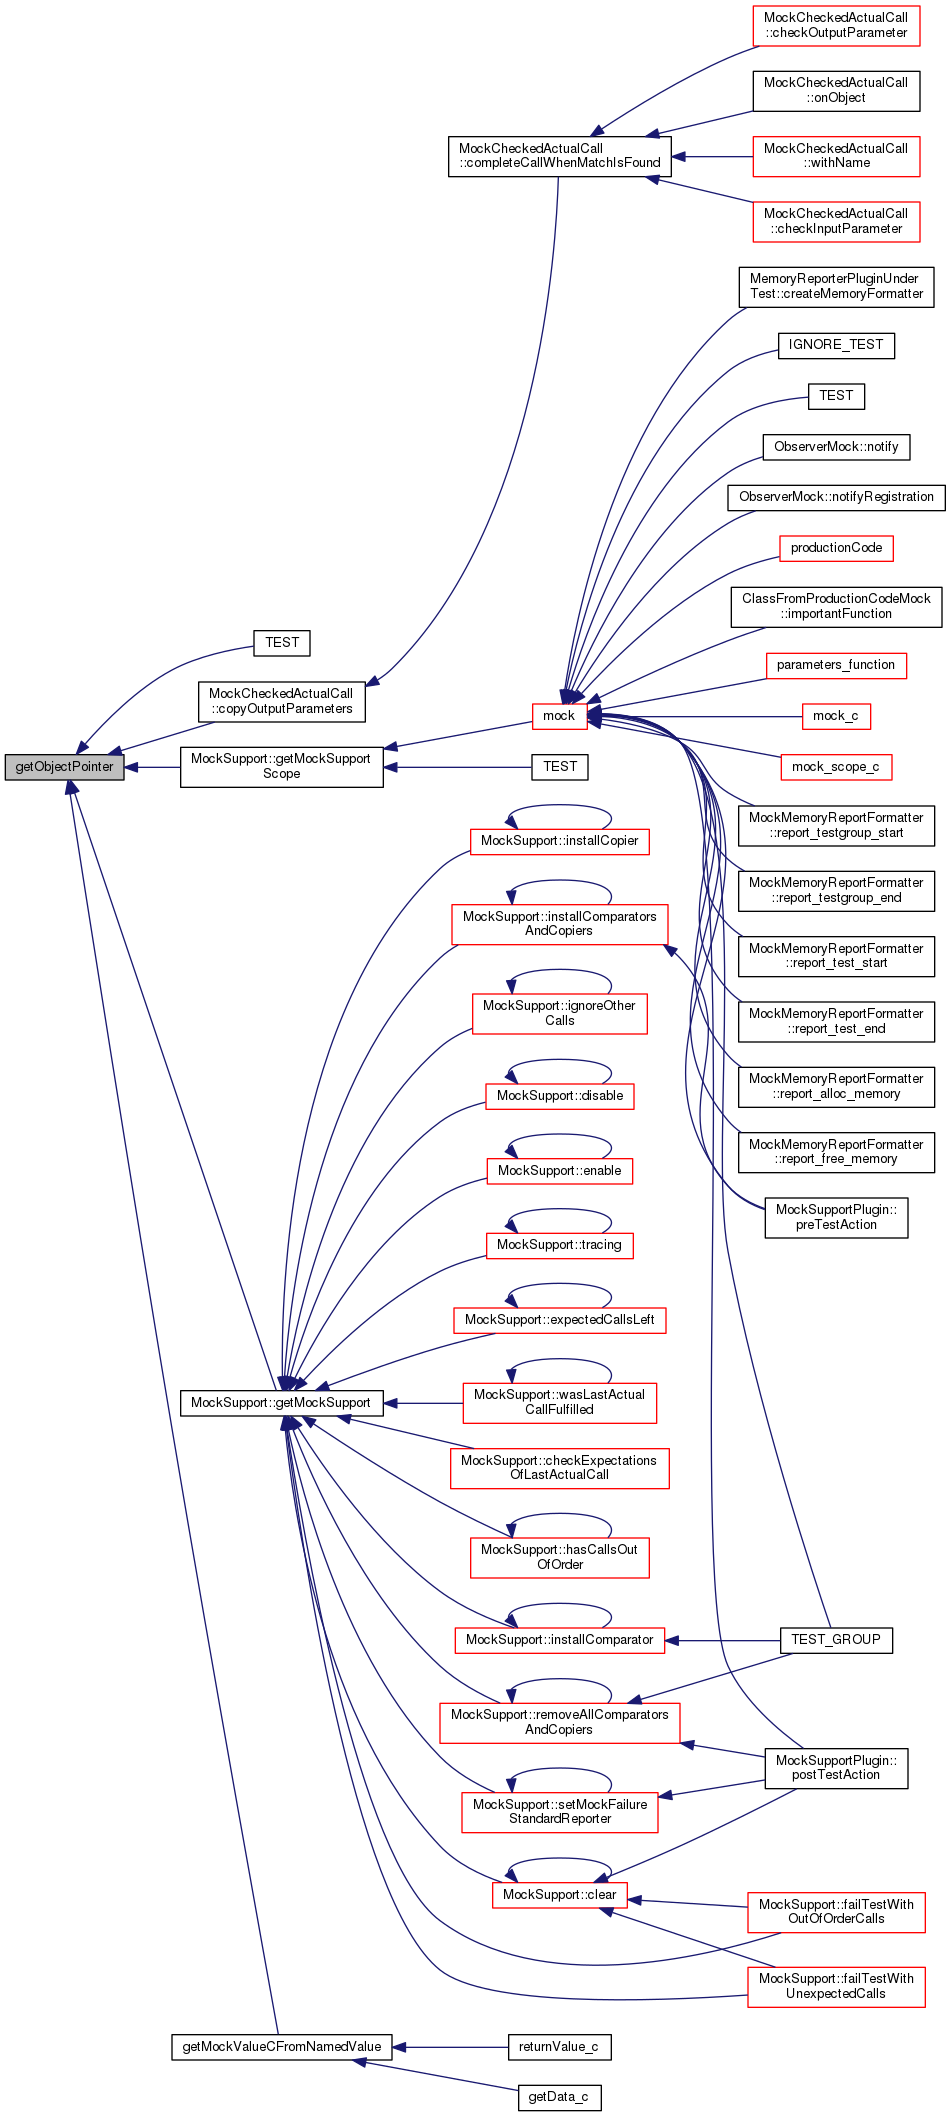 MockCheckedActualCall
::checkOutputParameter
MockCheckedActualCall
::onObject
MockCheckedActualCall
::completeCallWhenMatchIsFound
MockCheckedActualCall
::withName
MockCheckedActualCall
::checkInputParameter
MemoryReporterPluginUnder
Test::createMemoryFormatter
IGNORE_TEST
TEST
ObserverMock::notify
ObserverMock::notifyRegistration
productionCode
ClassFromProductionCodeMock
::importantFunction
TEST
parameters_function
MockCheckedActualCall
::copyOutputParameters
mock
mock_c
getObjectPointer
MockSupport::getMockSupport
Scope
TEST
mock_scope_c
MockMemoryReportFormatter
::report_testgroup_start
MockSupport::installCopier
MockMemoryReportFormatter
::report_testgroup_end
MockSupport::installComparators
AndCopiers
MockMemoryReportFormatter
::report_test_start
MockSupport::ignoreOther
Calls
MockMemoryReportFormatter
::report_test_end
MockSupport::disable
MockMemoryReportFormatter
::report_alloc_memory
MockSupport::enable
MockMemoryReportFormatter
::report_free_memory
MockSupportPlugin::
preTestAction
MockSupport::tracing
MockSupport::expectedCallsLeft
MockSupport::getMockSupport
MockSupport::wasLastActual
CallFulfilled
MockSupport::checkExpectations
OfLastActualCall
MockSupport::hasCallsOut
OfOrder
MockSupport::installComparator
TEST_GROUP
MockSupport::removeAllComparators
AndCopiers
MockSupportPlugin::
postTestAction
MockSupport::setMockFailure
StandardReporter
MockSupport::clear
MockSupport::failTestWith
OutOfOrderCalls
MockSupport::failTestWith
UnexpectedCalls
getMockValueCFromNamedValue
returnValue_c
getData_c